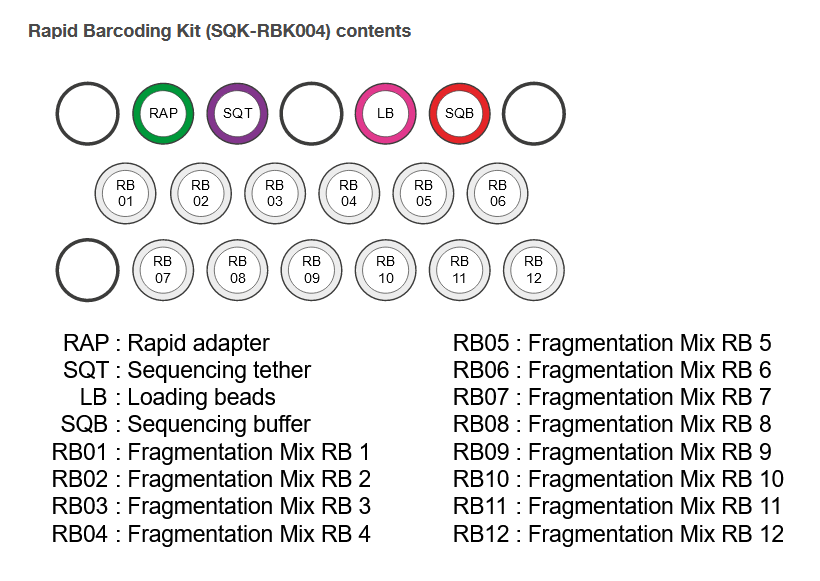 Rapid Barcoding Kit (SQK-RBK004) contents
RAP
SQT
LB
SQB
RB
01
RB
02
RB
03
RB
04
RB
05
RB
06
RB
07
RB
08
RB
09
RB
10
RB
11
RB
12
RAP : Rapid adapter
SQT : Sequencing tether
LB : Loading beads
SQB : Sequencing buffer
RB01 : Fragmentation Mix RB 1
RB02 : Fragmentation Mix RB 2
RB03 : Fragmentation Mix RB 3
RB04 : Fragmentation Mix RB 4
RB05 : Fragmentation Mix RB 5
RB06 : Fragmentation Mix RB 6
RB07 : Fragmentation Mix RB 7
RB08 : Fragmentation Mix RB 8
RB09 : Fragmentation Mix RB 9
RB10 : Fragmentation Mix RB 10
RB11 : Fragmentation Mix RB 11
RB12 : Fragmentation Mix RB 12